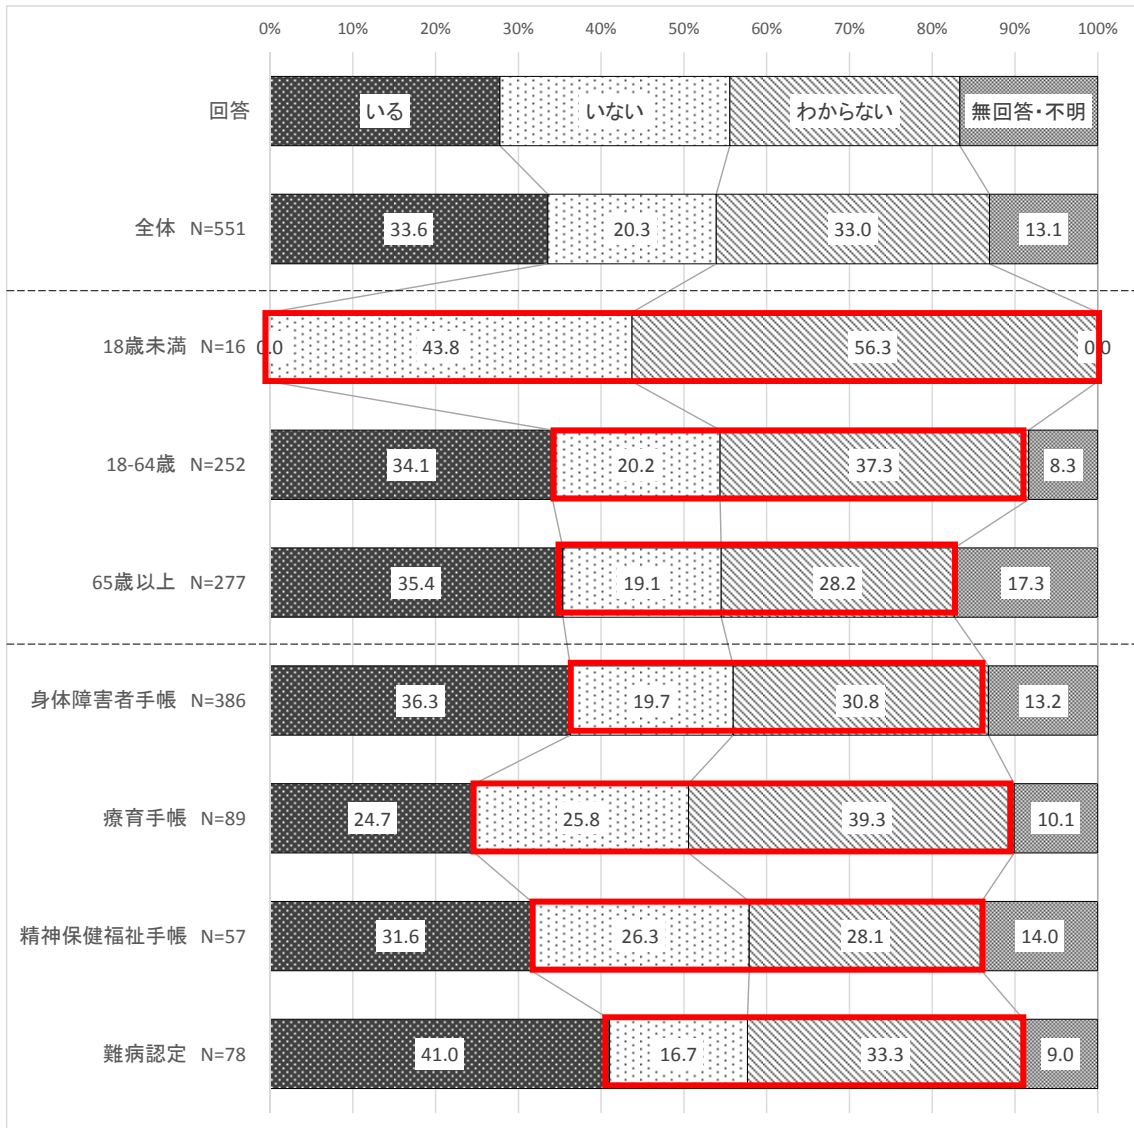 0% 10% 20% 30% 40% 50% 60% 70% 80% 90% 100%
回答 いる いない わからない 無回答・不明
全体 N=551 33.6 20.3 33.0 13.1
18歳未満 N=16 0.0 43.8 56.3 0.0
18-64歳 N=252 34.1 20.2 37.3 8.3
65歳以上 N=277 35.4 19.1 28.2 17.3
身体障害者手帳 N=386 36.3 19.7 30.8 13.2
療育手帳 N=89 24.7 25.8 39.3 10.1
精神保健福祉手帳 N=57 31.6 26.3 28.1 14.0
難病認定 N=78 41.0 16.7 33.3 9.0